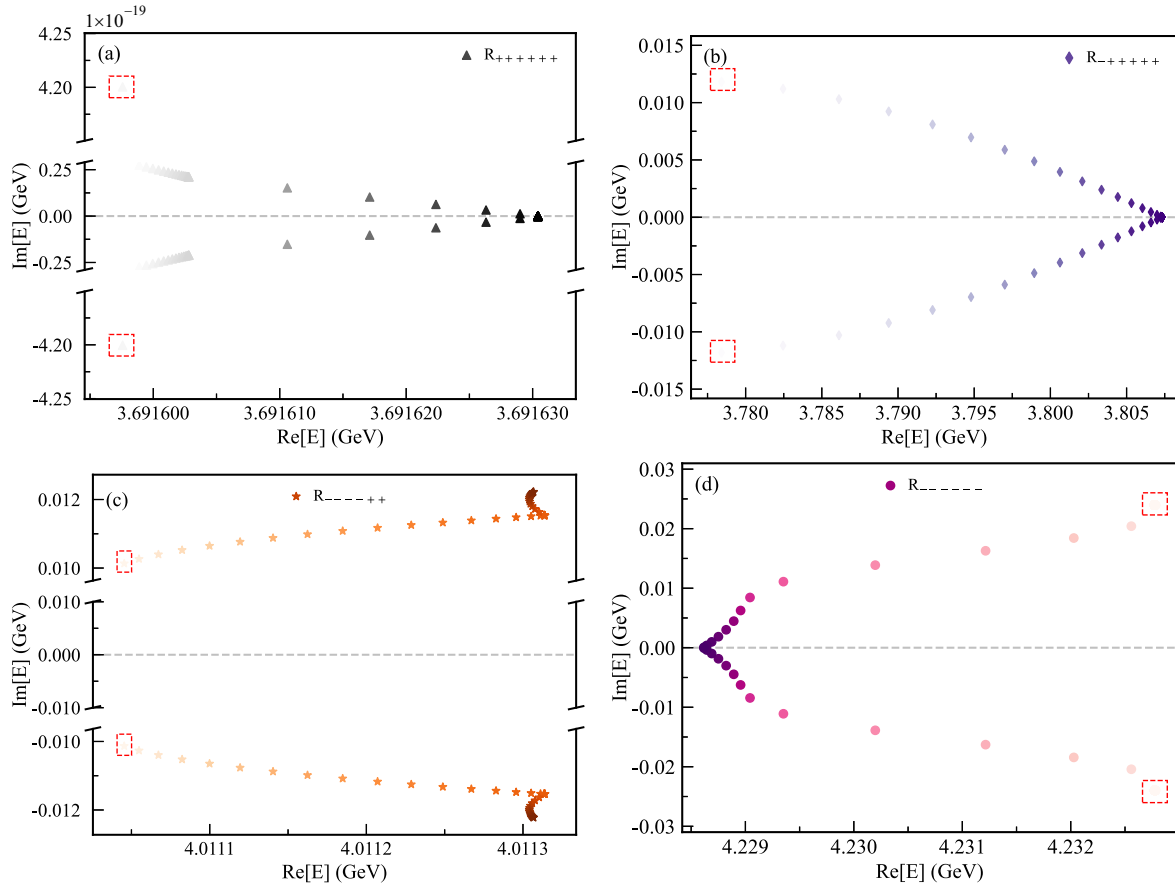 1×10⁻¹⁹
4.25
(a)
R++++++
4.20
0.25
0.00
-0.25
-4.20
-4.25
Im[E] (GeV)
3.691600
3.691610
3.691620
3.691630
Re[E] (GeV)
0.015
(b)
R−+++++
0.010
0.005
0.000
-0.005
-0.010
-0.015
Im[E] (GeV)
3.780
3.785
3.790
3.795
3.800
3.805
Re[E] (GeV)
(c)
R−−−−++
0.012
0.010
0.010
0.000
-0.010
-0.010
-0.012
Im[E] (GeV)
4.0111
4.0112
4.0113
Re[E] (GeV)
0.03
(d)
R−−−−−−
0.02
0.01
0.00
-0.01
-0.02
-0.03
Im[E] (GeV)
4.229
4.230
4.231
4.232
Re[E] (GeV)